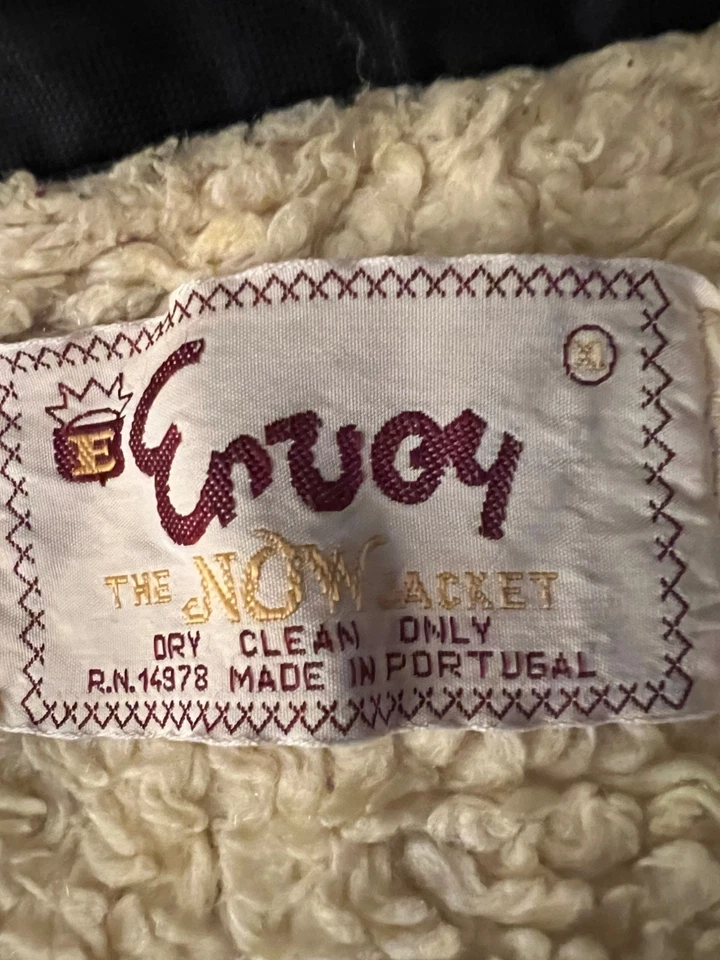 XL
E
Envoy
THE NOW JACKET
DRY CLEAN ONLY
R.N.14978 MADE IN PORTUGAL